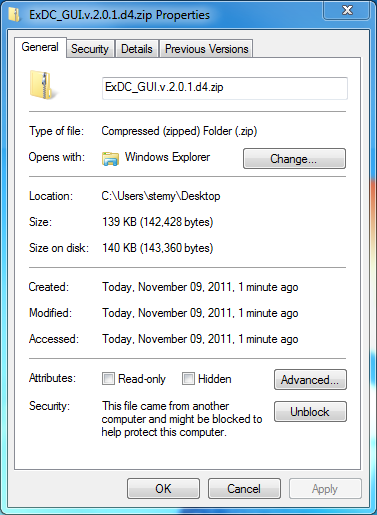 ExDC_GUI.v.2.0.1.d4.zip Properties
General Security Details Previous Versions
ExDC_GUI.v.2.0.1.d4.zip
Type of file: Compressed (zipped) Folder (.zip)
Opens with: Windows Explorer Change...
Location: C:\Users\stemy\Desktop
Size: 139 KB (142,428 bytes)
Size on disk: 140 KB (143,360 bytes)
Created: Today, November 09, 2011, 1 minute ago
Modified: Today, November 09, 2011, 1 minute ago
Accessed: Today, November 09, 2011, 1 minute ago
Attributes: Read-only Hidden Advanced...
Security: This file came from another
computer and might be blocked to
help protect this computer.
Unblock
OK Cancel Apply